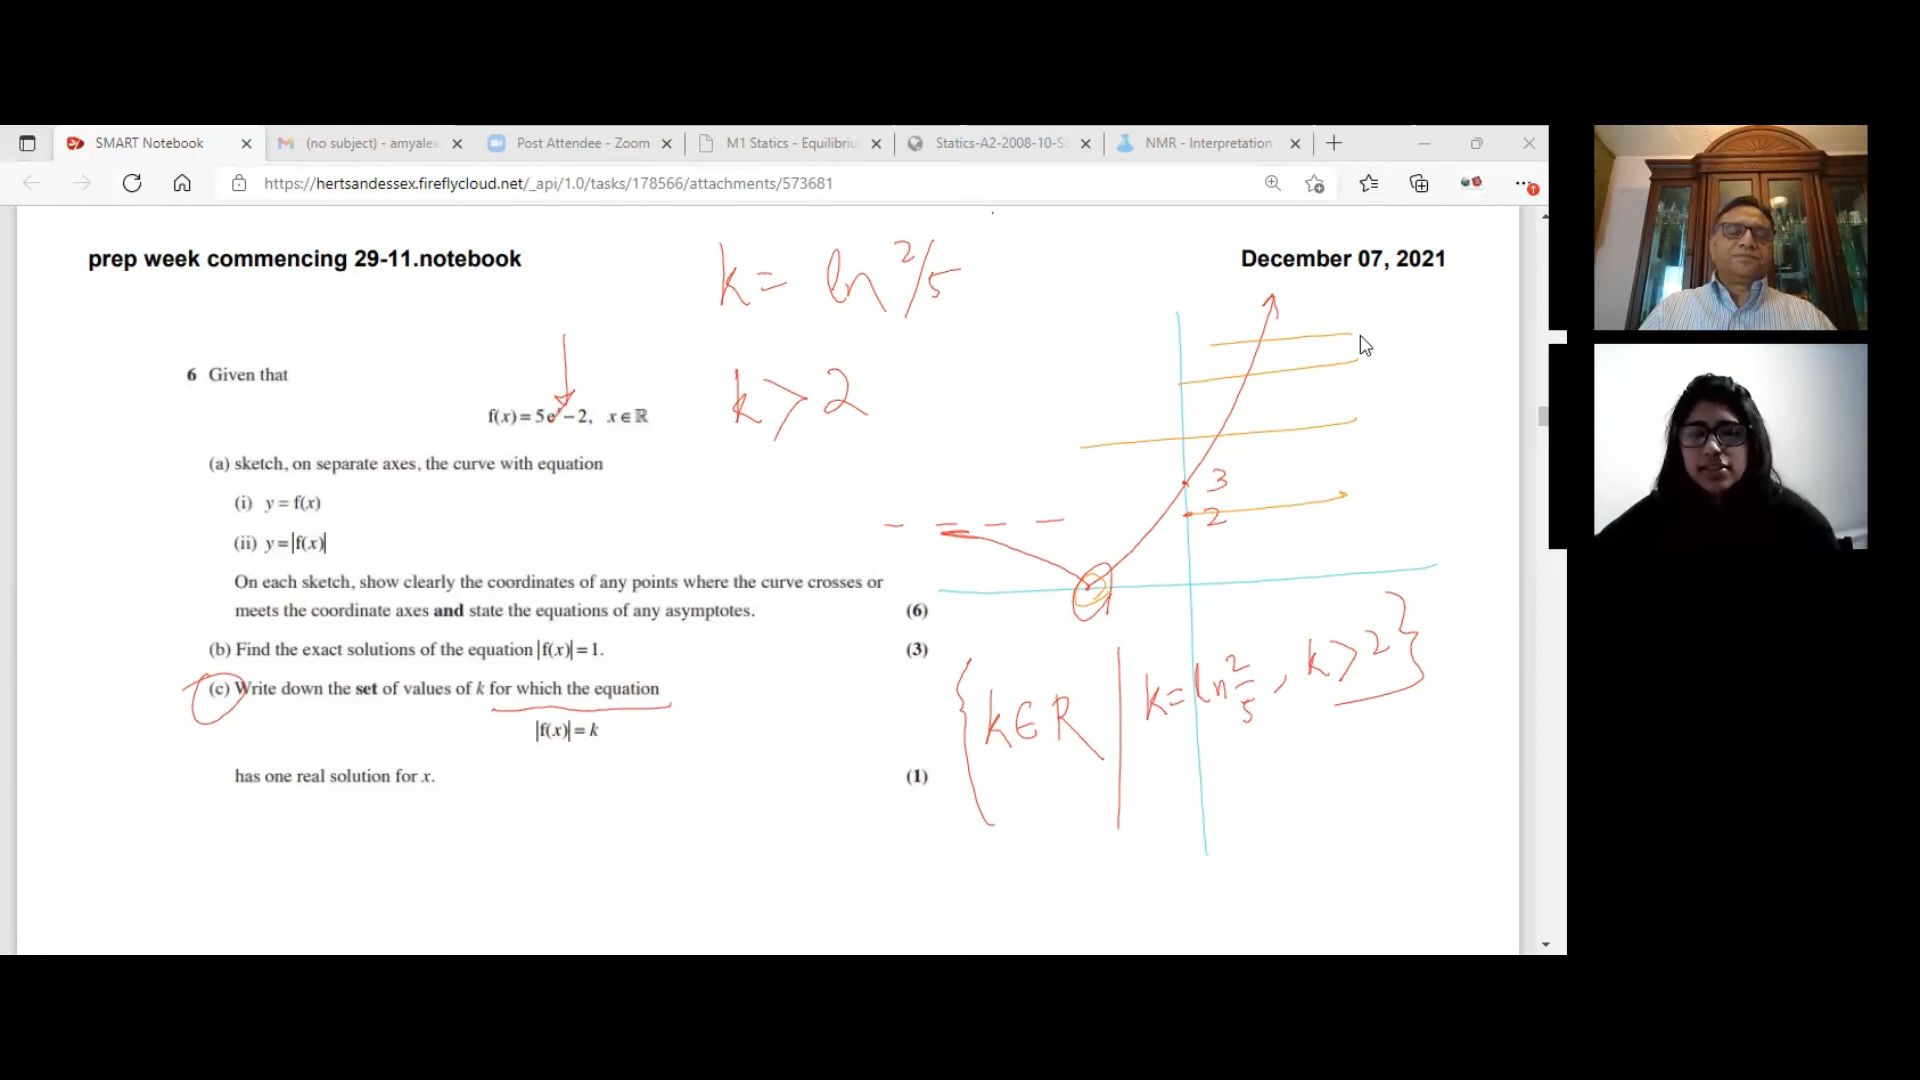 SMART Notebook
(no subject) - amyalex
Post Attendee - Zoom
M1 Statics - Equilibriu
Statics-A2-2008-10-So
NMR - Interpretation
https://hertsandessex.fireflycloud.net/_api/1.0/tasks/178566/attachments/573681
prep week commencing 29-11.notebook
December 07, 2021
k = ln 2/5
k > 2
6 Given that
f(x) = 5eˣ − 2, x ∈ ℝ
(a) sketch, on separate axes, the curve with equation
(i) y = f(x)
(ii) y = |f(x)|
On each sketch, show clearly the coordinates of any points where the curve crosses or
meets the coordinate axes and state the equations of any asymptotes.
(6)
(b) Find the exact solutions of the equation |f(x)| = 1.
(3)
(c) Write down the set of values of k for which the equation
|f(x)| = k
has one real solution for x.
(1)
3
2
{k ∈ R | k = ln 2/5, k > 2}